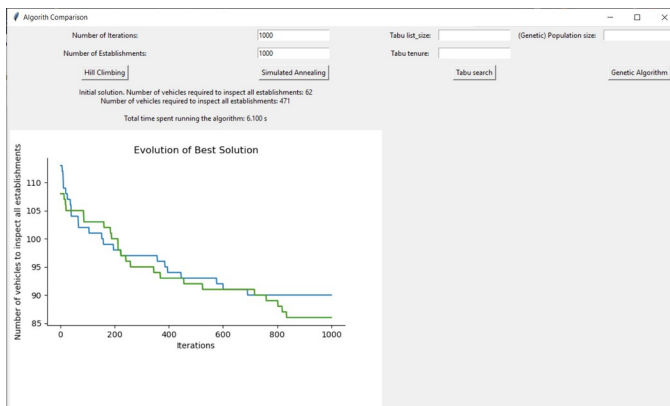 Algorith Comparison
Number of Iterations: 1000 Tabu list_size: (Genetic) Population size:
Number of Establishments: 1000 Tabu tenure:
Hill Climbing Simulated Annealing Tabu search Genetic Algorithm
Initial solution. Number of vehicles required to inspect all establishments: 62
Number of vehicles required to inspect all establishments: 471
Total time spent running the algorithm: 6.100 s
Evolution of Best Solution
Number of vehicles to inspect all establishments
110
105
100
95
90
85
0 200 400 600 800 1000
Iterations